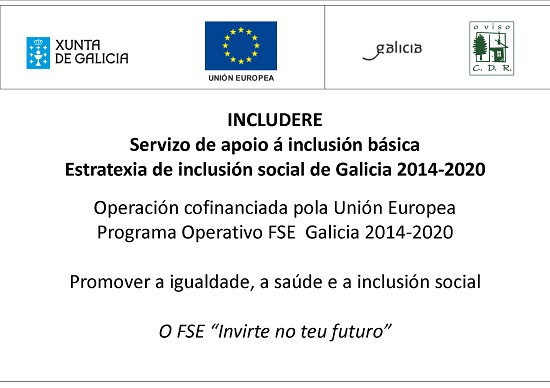 XUNTA
DE GALICIA
UNIÓN EUROPEA
galicia
O VISO
C. D. R.
INCLUDERE
Servizo de apoio á inclusión básica
Estratexia de inclusión social de Galicia 2014-2020
Operación cofinanciada pola Unión Europea
Programa Operativo FSE Galicia 2014-2020
Promover a igualdade, a saúde e a inclusión social
O FSE “Invirte no teu futuro”